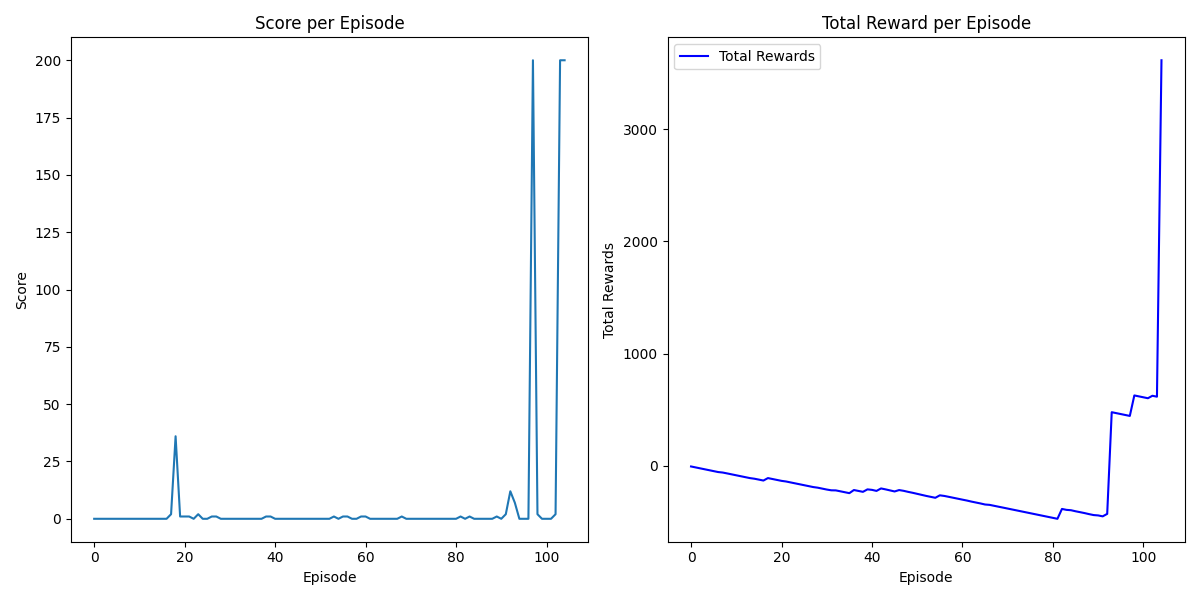 Score per Episode
200
175
150
125
100
75
50
25
0
Score
0 20 40 60 80 100
Episode
Total Reward per Episode
Total Rewards
3000
2000
1000
0
Total Rewards
0 20 40 60 80 100
Episode